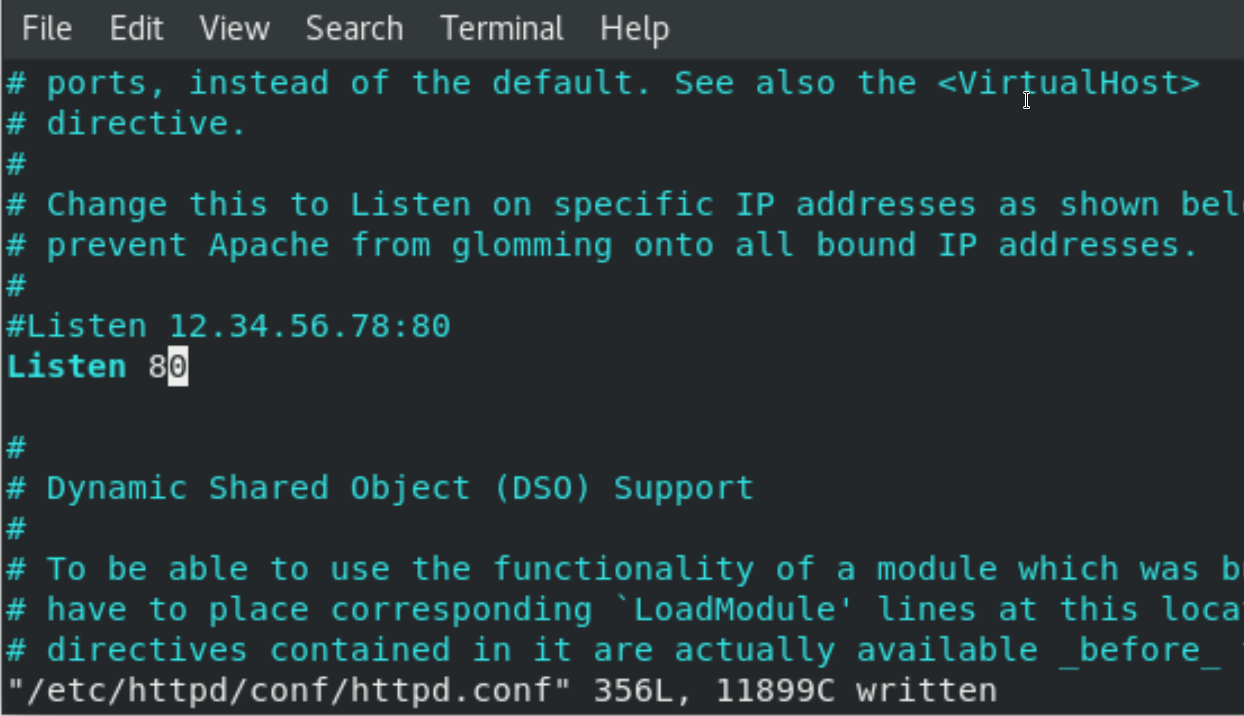 File Edit View Search Terminal Help
# ports, instead of the default. See also the <VirtualHost>
# directive.
#
# Change this to Listen on specific IP addresses as shown
# prevent Apache from glomming onto all bound IP addresses.
#
#Listen 12.34.56.78:80
Listen 80
#
# Dynamic Shared Object (DSO) Support
#
# To be able to use the functionality of a module which was
# have to place corresponding `LoadModule' lines at this
# directives contained in it are actually available _before_
"/etc/httpd/conf/httpd.conf" 356L, 11899C written